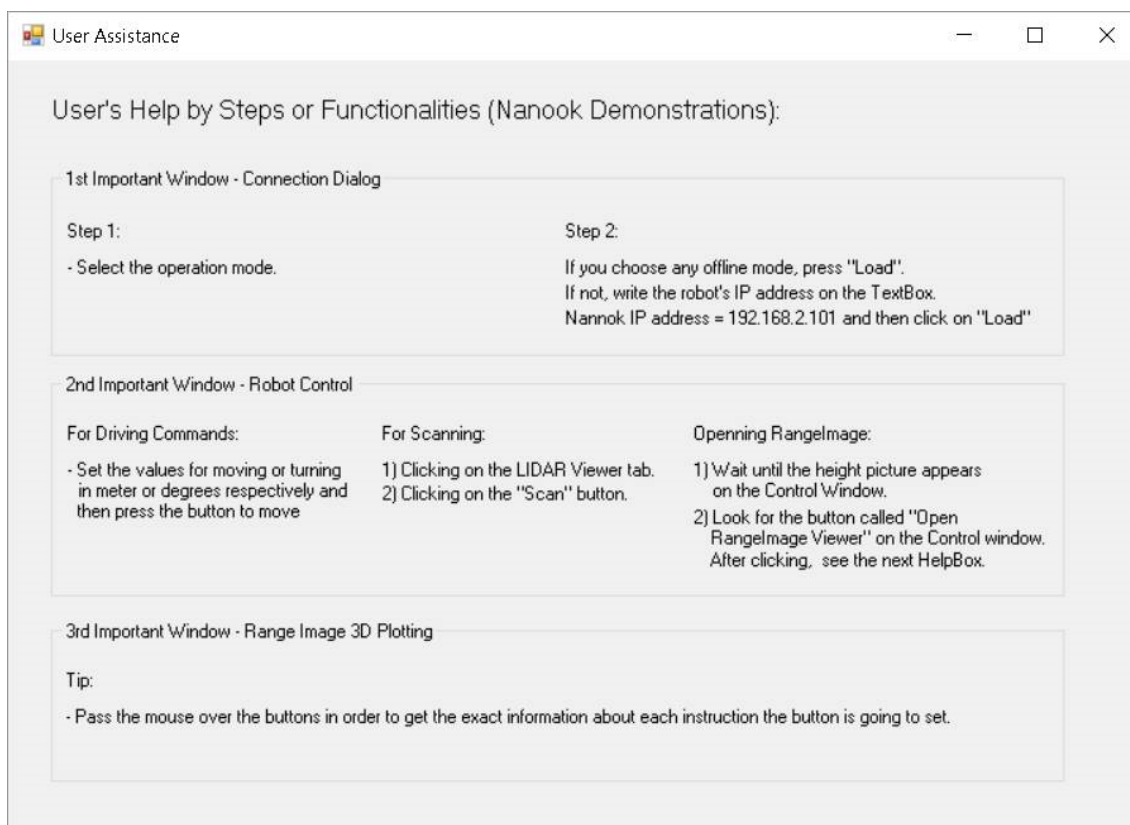 User Assistance
User's Help by Steps or Functionalities (Nanook Demonstrations):
1st Important Window - Connection Dialog
Step 1:
- Select the operation mode.
Step 2:
If you choose any offline mode, press "Load".
If not, write the robot's IP address on the TextBox.
Nannok IP address = 192.168.2.101 and then click on "Load"
2nd Important Window - Robot Control
For Driving Commands:
- Set the values for moving or turning
in meter or degrees respectively and
then press the button to move
For Scanning:
1) Clicking on the LIDAR Viewer tab.
2) Clicking on the "Scan" button.
Openning RangeImage:
1) Wait until the height picture appears
on the Control Window.
2) Look for the button called "Open
RangeImage Viewer" on the Control window.
After clicking, see the next HelpBox.
3rd Important Window - Range Image 3D Plotting
Tip:
- Pass the mouse over the buttons in order to get the exact information about each instruction the button is going to set.